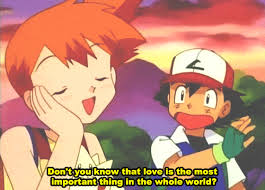 Don't you know that love is the most
important thing in the whole world?